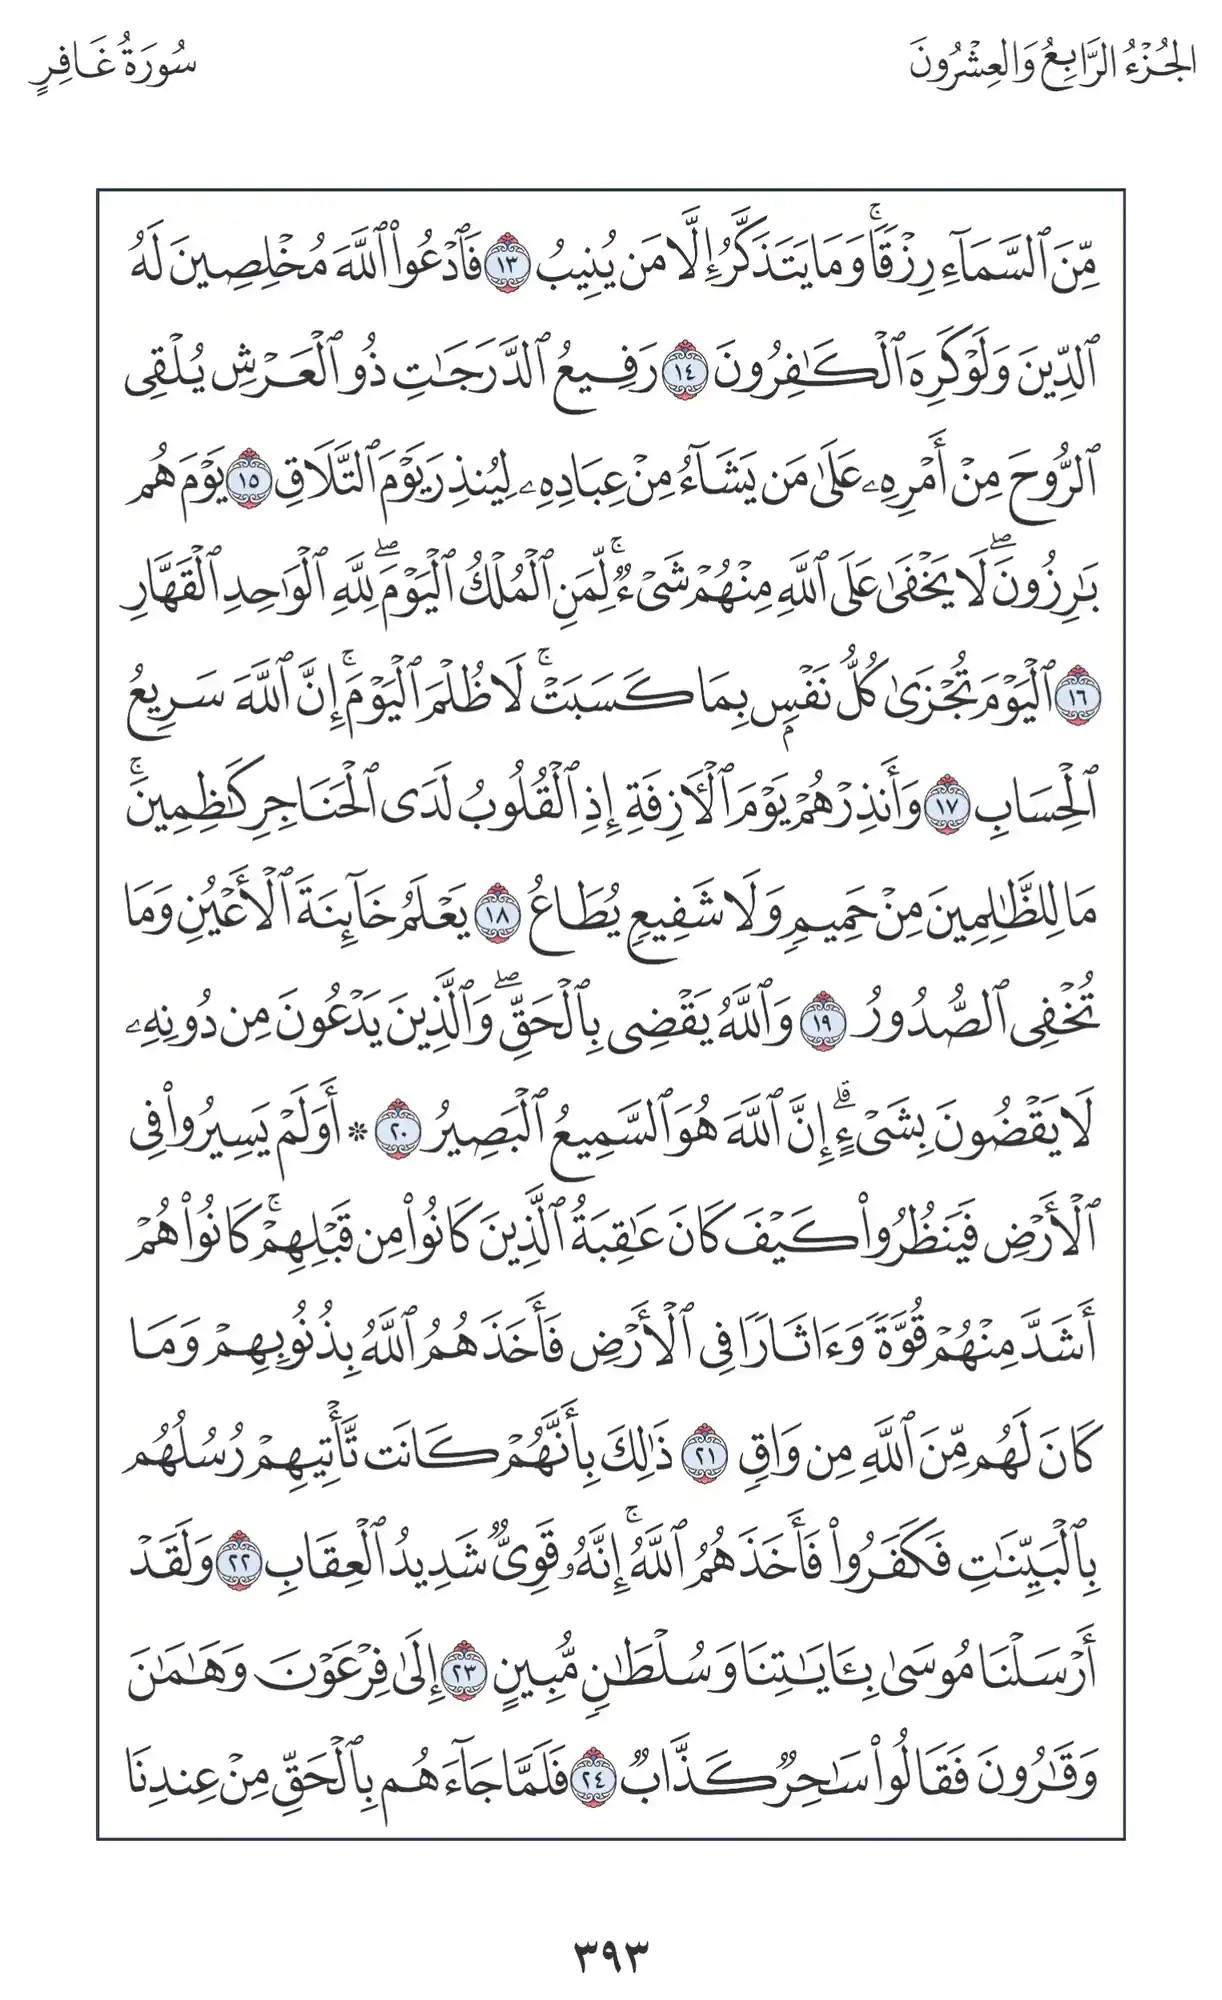 الجُزْءُ الرَّابِعُ وَالعِشْرُونَ
سُورَةُ غَافِرٍ
مِّنَ ٱلسَّمَآءِ رِزْقًاۚ وَمَا يَتَذَكَّرُ إِلَّا مَن يُنِيبُ ١٣ فَٱدْعُوا۟ ٱللَّهَ مُخْلِصِينَ لَهُ
ٱلدِّينَ وَلَوْ كَرِهَ ٱلْكَـٰفِرُونَ ١٤ رَفِيعُ ٱلدَّرَجَـٰتِ ذُو ٱلْعَرْشِ يُلْقِى
ٱلرُّوحَ مِنْ أَمْرِهِۦ عَلَىٰ مَن يَشَآءُ مِنْ عِبَادِهِۦ لِيُنذِرَ يَوْمَ ٱلتَّلَاقِ ١٥ يَوْمَ هُم
بَـٰرِزُونَۖ لَا يَخْفَىٰ عَلَى ٱللَّهِ مِنْهُمْ شَىْءٌۚ لِّمَنِ ٱلْمُلْكُ ٱلْيَوْمَۖ لِلَّهِ ٱلْوَٰحِدِ ٱلْقَهَّارِ
١٦ ٱلْيَوْمَ تُجْزَىٰ كُلُّ نَفْسٍۭ بِمَا كَسَبَتْۚ لَا ظُلْمَ ٱلْيَوْمَۚ إِنَّ ٱللَّهَ سَرِيعُ
ٱلْحِسَابِ ١٧ وَأَنذِرْهُمْ يَوْمَ ٱلْـَٔازِفَةِ إِذِ ٱلْقُلُوبُ لَدَى ٱلْحَنَاجِرِ كَـٰظِمِينَۚ
مَا لِلظَّـٰلِمِينَ مِنْ حَمِيمٍ وَلَا شَفِيعٍ يُطَاعُ ١٨ يَعْلَمُ خَآئِنَةَ ٱلْأَعْيُنِ وَمَا
تُخْفِى ٱلصُّدُورُ ١٩ وَٱللَّهُ يَقْضِى بِٱلْحَقِّۖ وَٱلَّذِينَ يَدْعُونَ مِن دُونِهِۦ
لَا يَقْضُونَ بِشَىْءٍۗ إِنَّ ٱللَّهَ هُوَ ٱلسَّمِيعُ ٱلْبَصِيرُ ٢٠ * أَوَلَمْ يَسِيرُوا۟ فِى
ٱلْأَرْضِ فَيَنظُرُوا۟ كَيْفَ كَانَ عَـٰقِبَةُ ٱلَّذِينَ كَانُوا۟ مِن قَبْلِهِمْۚ كَانُوا۟ هُمْ
أَشَدَّ مِنْهُمْ قُوَّةً وَءَاثَارًا فِى ٱلْأَرْضِ فَأَخَذَهُمُ ٱللَّهُ بِذُنُوبِهِمْ وَمَا
كَانَ لَهُم مِّنَ ٱللَّهِ مِن وَاقٍ ٢١ ذَٰلِكَ بِأَنَّهُمْ كَانَت تَّأْتِيهِمْ رُسُلُهُم
بِٱلْبَيِّنَـٰتِ فَكَفَرُوا۟ فَأَخَذَهُمُ ٱللَّهُۚ إِنَّهُۥ قَوِىٌّ شَدِيدُ ٱلْعِقَابِ ٢٢ وَلَقَدْ
أَرْسَلْنَا مُوسَىٰ بِـَٔايَـٰتِنَا وَسُلْطَـٰنٍ مُّبِينٍ ٢٣ إِلَىٰ فِرْعَوْنَ وَهَـٰمَـٰنَ
وَقَـٰرُونَ فَقَالُوا۟ سَـٰحِرٌ كَذَّابٌ ٢٤ فَلَمَّا جَآءَهُم بِٱلْحَقِّ مِنْ عِندِنَا
٣٩٣